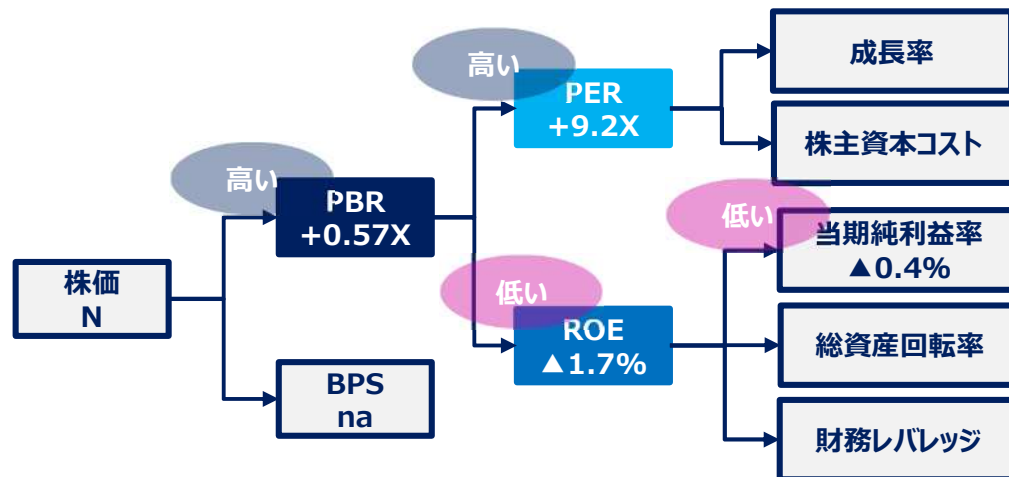 高い
成長率
PER
+9.2X
株主資本コスト
高い
PBR
+0.57X
低い
当期純利益率
▲0.4%
株価
N
低い
ROE
▲1.7%
総資産回転率
BPS
na
財務レバレッジ